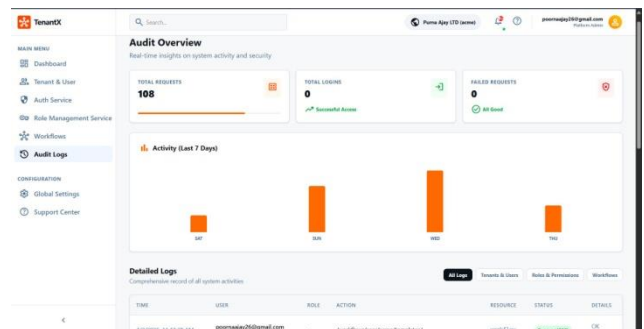 TenantX
Search..
Poma Ajay LTD (acme)
poornaajay26@gmail.com
Platform Admin
MAIN MENU
Dashboard
Tenant & User
Auth Service
Role Management Service
Workflows
Audit Logs
CONFIGURATION
Global Settings
Support Center
Audit Overview
Real-time insights on system activity and security
TOTAL REQUESTS
108
TOTAL LOGINS
0
Successful Access
FAILED REQUESTS
0
All Good
Activity (Last 7 Days)
SAT
SUN
WED
THU
Detailed Logs
Comprehensive record of all system activities
All Logs
Tenants & Users
Roles & Permissions
Workflows
TIME
USER
ROLE
ACTION
RESOURCE
STATUS
DETAILS
poornaajay26@gmail.com
OK